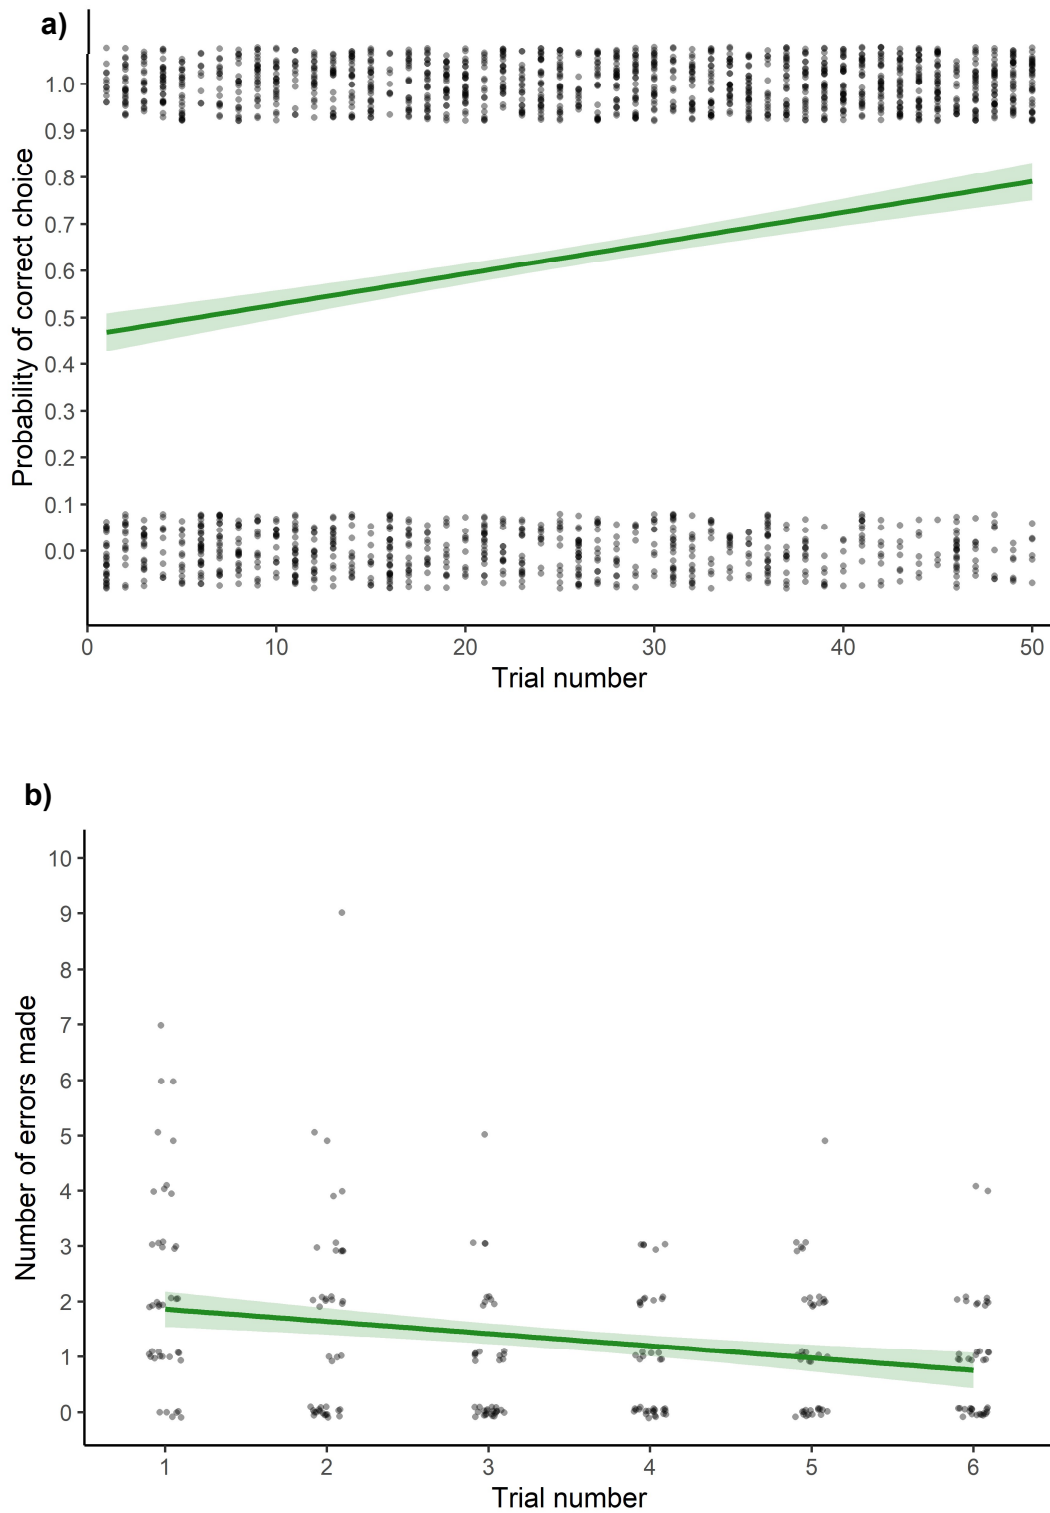 a)
Probability of correct choice
1.0
0.9
0.8
0.7
0.6
0.5
0.4
0.3
0.2
0.1
0.0
0 10 20 30 40 50
Trial number
b)
Number of errors made
10
9
8
7
6
5
4
3
2
1
0
1 2 3 4 5 6
Trial number